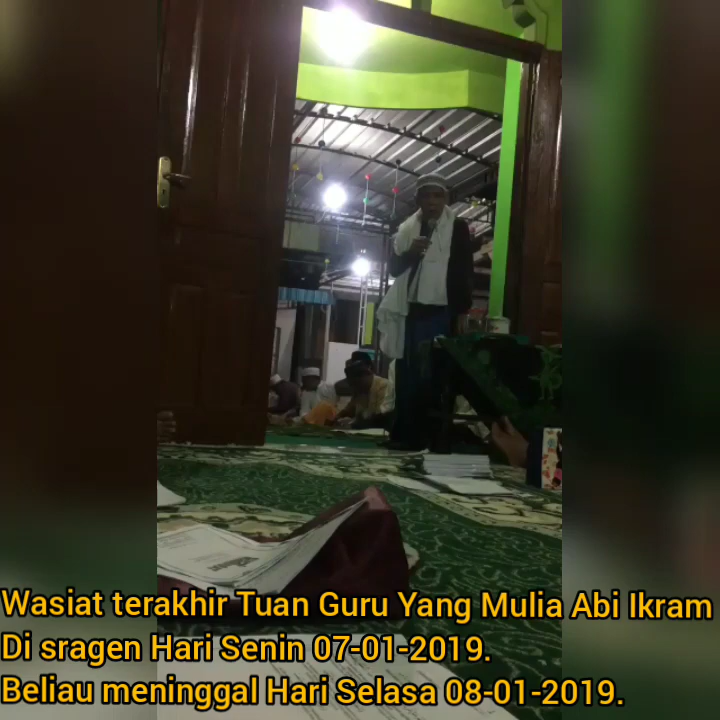 Wasiat terakhir Tuan Guru Yang Mulia Abi Ikram
Di sragen Hari Senin 07-01-2019.
Beliau meninggal Hari Selasa 08-01-2019.